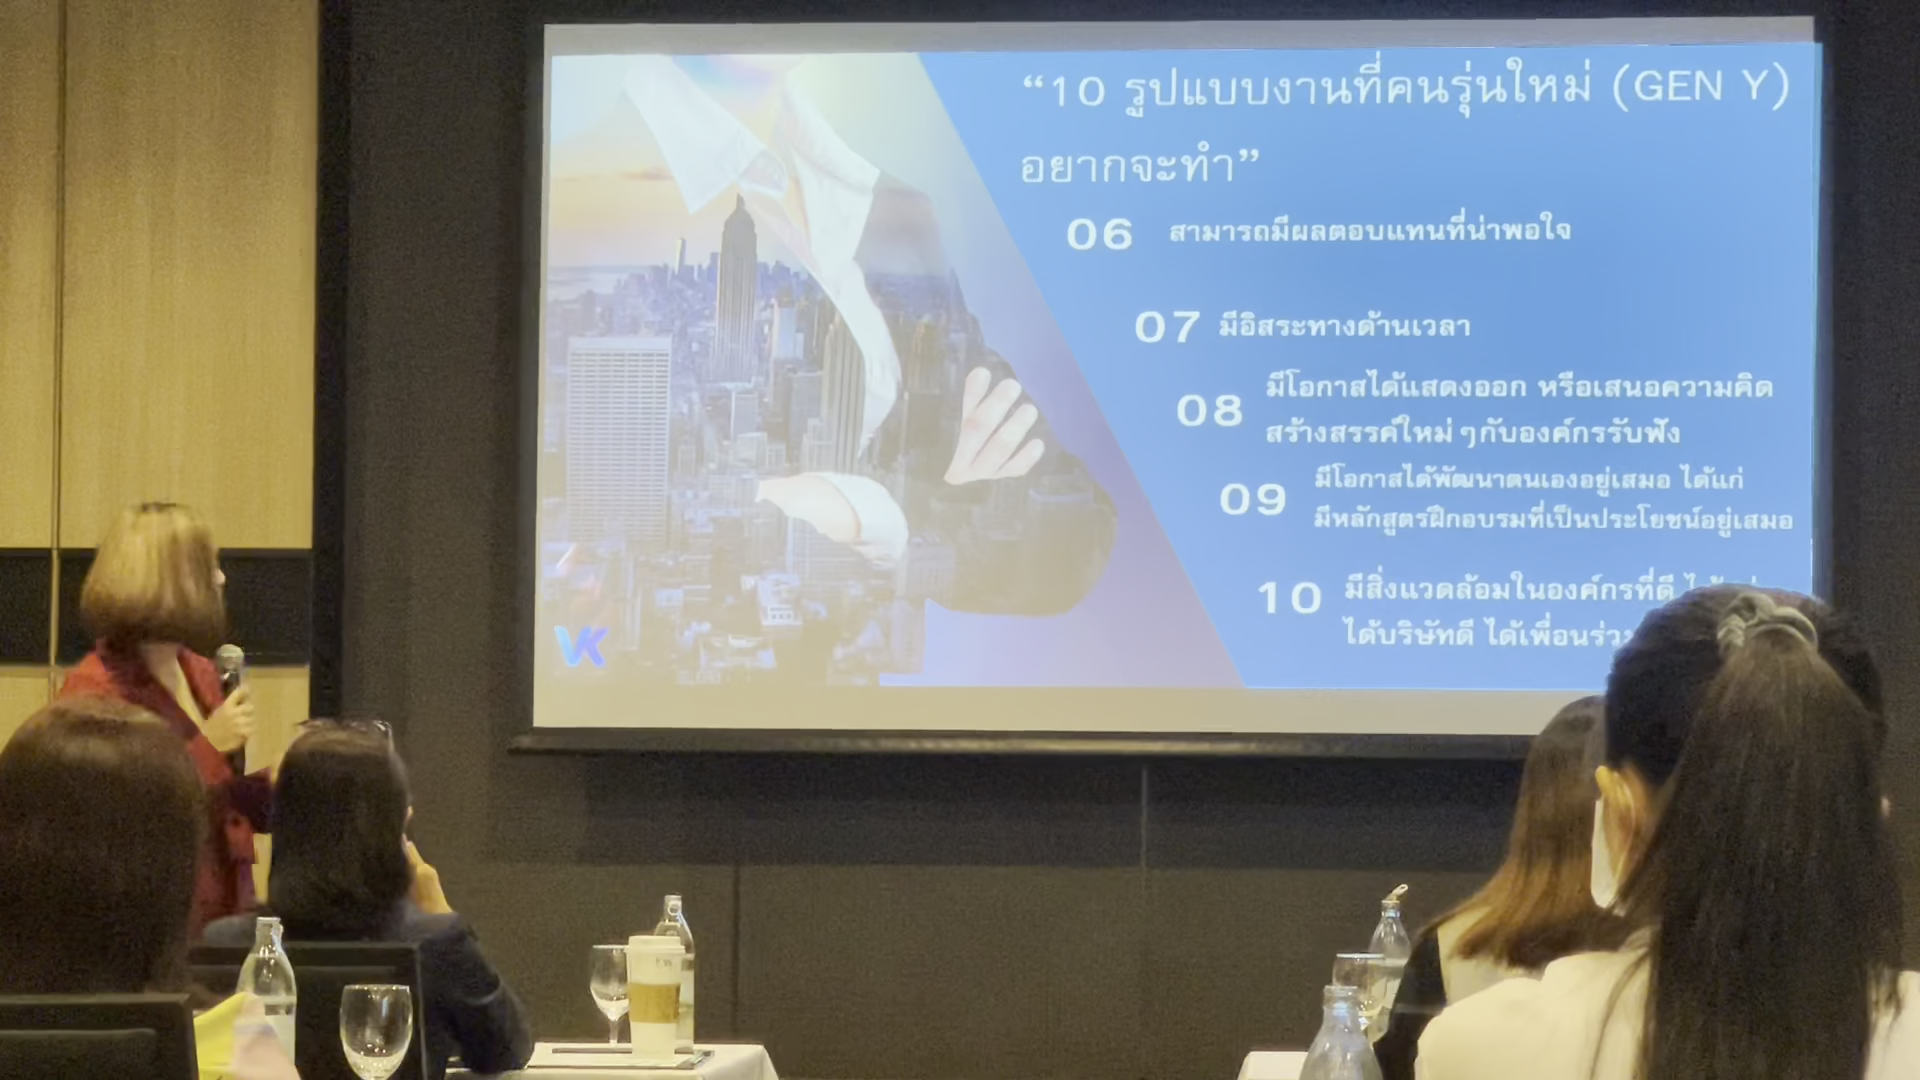 “10 รูปแบบงานที่คนรุ่นใหม่ (GEN Y)
อยากจะทำ”
06 สามารถมีผลตอบแทนที่น่าพอใจ
07 มีอิสระทางด้านเวลา
08 มีโอกาสได้แสดงออก หรือเสนอความคิด
สร้างสรรค์ใหม่ ๆกับองค์กรรับฟัง
09 มีโอกาสได้พัฒนาตนเองอยู่เสมอ ได้แก่
มีหลักสูตรฝึกอบรมที่เป็นประโยชน์อยู่เสมอ
10 มีสิ่งแวดล้อมในองค์กรที่ดี
ได้บริษัทดี ได้เพื่อน
VK